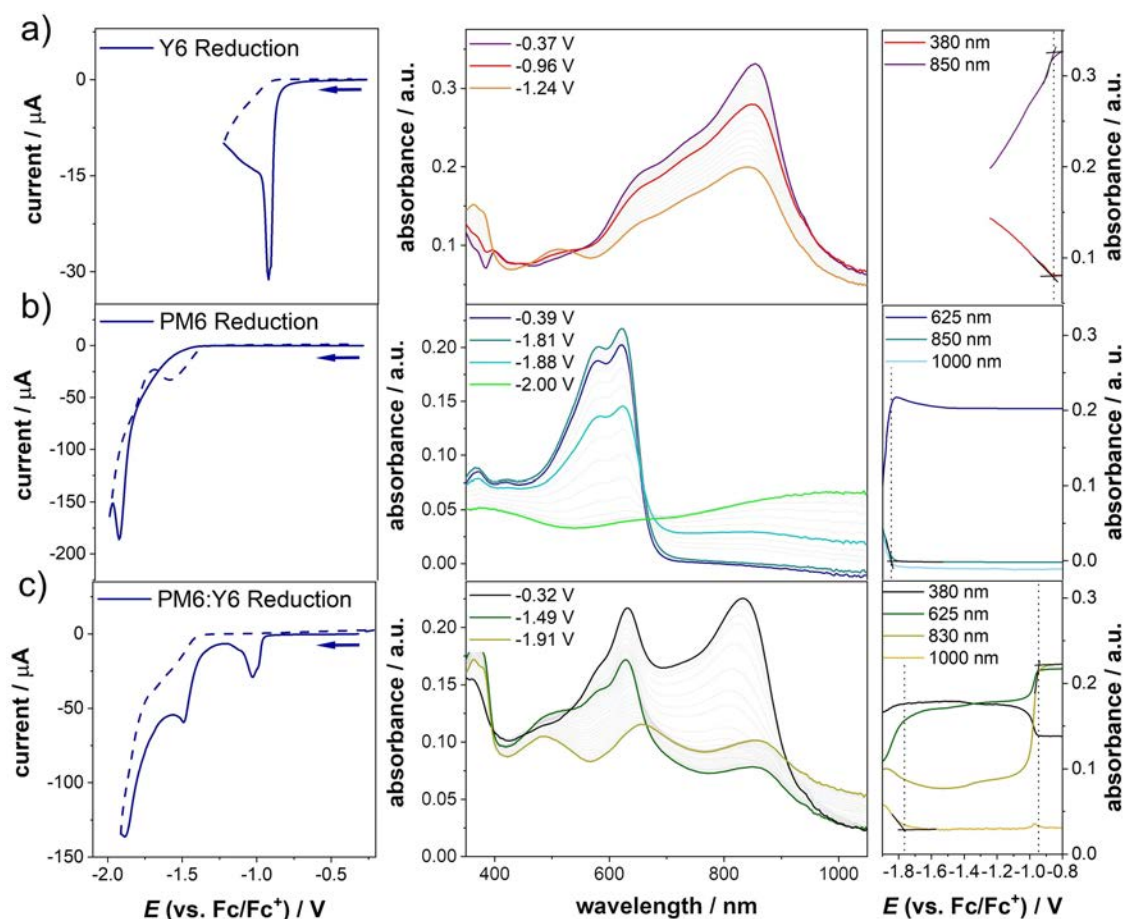 a)
Y6 Reduction
0
-15
-30
current / µA
-0.37 V
-0.96 V
-1.24 V
0.3
0.2
0.1
absorbance / a.u.
380 nm
850 nm
0.3
0.2
0.1
absorbance / a.u.
b)
PM6 Reduction
0
-50
-100
-150
-200
current / µA
-0.39 V
-1.81 V
-1.88 V
-2.00 V
0.20
0.15
0.10
0.05
0.00
absorbance / a.u.
625 nm
850 nm
1000 nm
0.3
0.2
0.1
0.0
absorbance / a.u.
c)
PM6:Y6 Reduction
0
-50
-100
-150
current / µA
-2.0 -1.5 -1.0 -0.5
E (vs. Fc/Fc+) / V
-0.32 V
-1.49 V
-1.91 V
0.20
0.15
0.10
0.05
0.00
absorbance / a.u.
400 600 800 1000
wavelength / nm
380 nm
625 nm
830 nm
1000 nm
0.3
0.2
0.1
0.0
absorbance / a.u.
-1.8 -1.6 -1.4 -1.2 -1.0 -0.8
E (vs. Fc/Fc+) / V